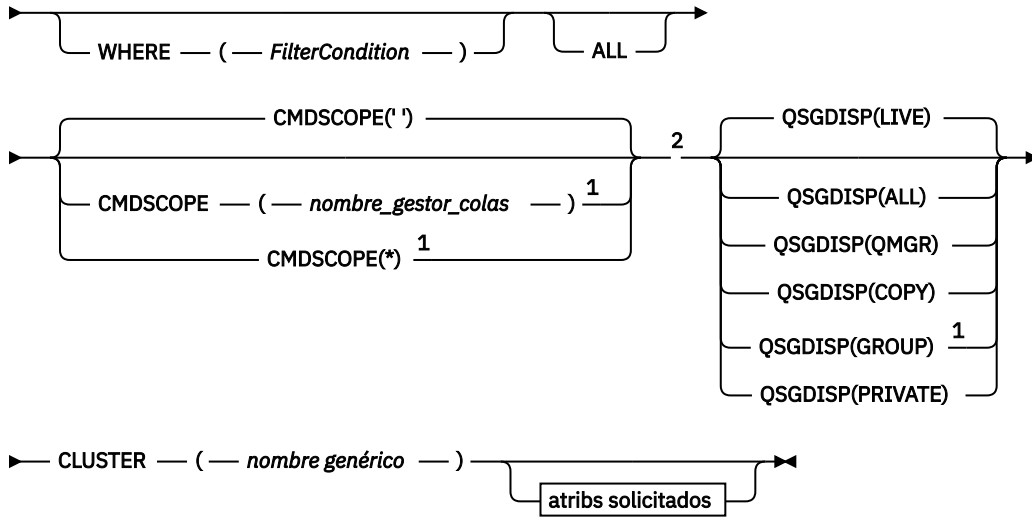 WHERE ( FilterCondition ) ALL
CMDSCOPE(' ') QSGDISP(LIVE)
2
CMDSCOPE ( nombre_gestor_colas ) 1 QSGDISP(ALL)
CMDSCOPE(*) 1 QSGDISP(QMGR)
QSGDISP(COPY)
QSGDISP(GROUP) 1
QSGDISP(PRIVATE)
CLUSTER ( nombre genérico )
atribs solicitados